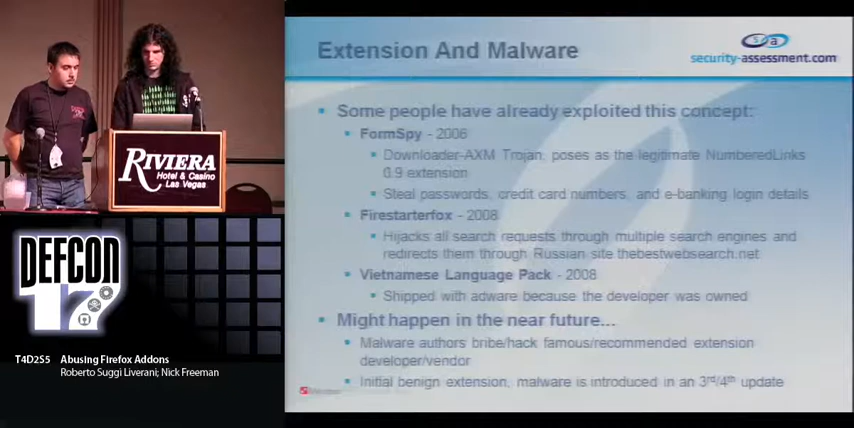 Extension And Malware
security-assessment.com
Some people have already exploited this concept:
FormSpy - 2006
Downloader-AXM Trojan, poses as the legitimate NumberedLinks
0.9 extension
Steal passwords, credit card numbers, and e-banking login details
Firestarterfox - 2008
Hijacks all search requests through multiple search engines and
redirects them through Russian site thebestwebsearch.net
Vietnamese Language Pack - 2008
Shipped with adware because the developer was owned
Might happen in the near future...
Malware authors bribe/hack famous/recommended extension
developer/vendor
Initial benign extension, malware is introduced in an 3rd/4th update
RIVIERA
Hotel & Casino
Las Vegas
DEFCON
17
T4D2S5 Abusing Firefox Addons
Roberto Suggi Liverani; Nick Freeman